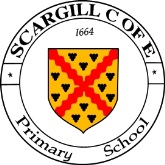 SCARGILL C OF E
1664
Primary School